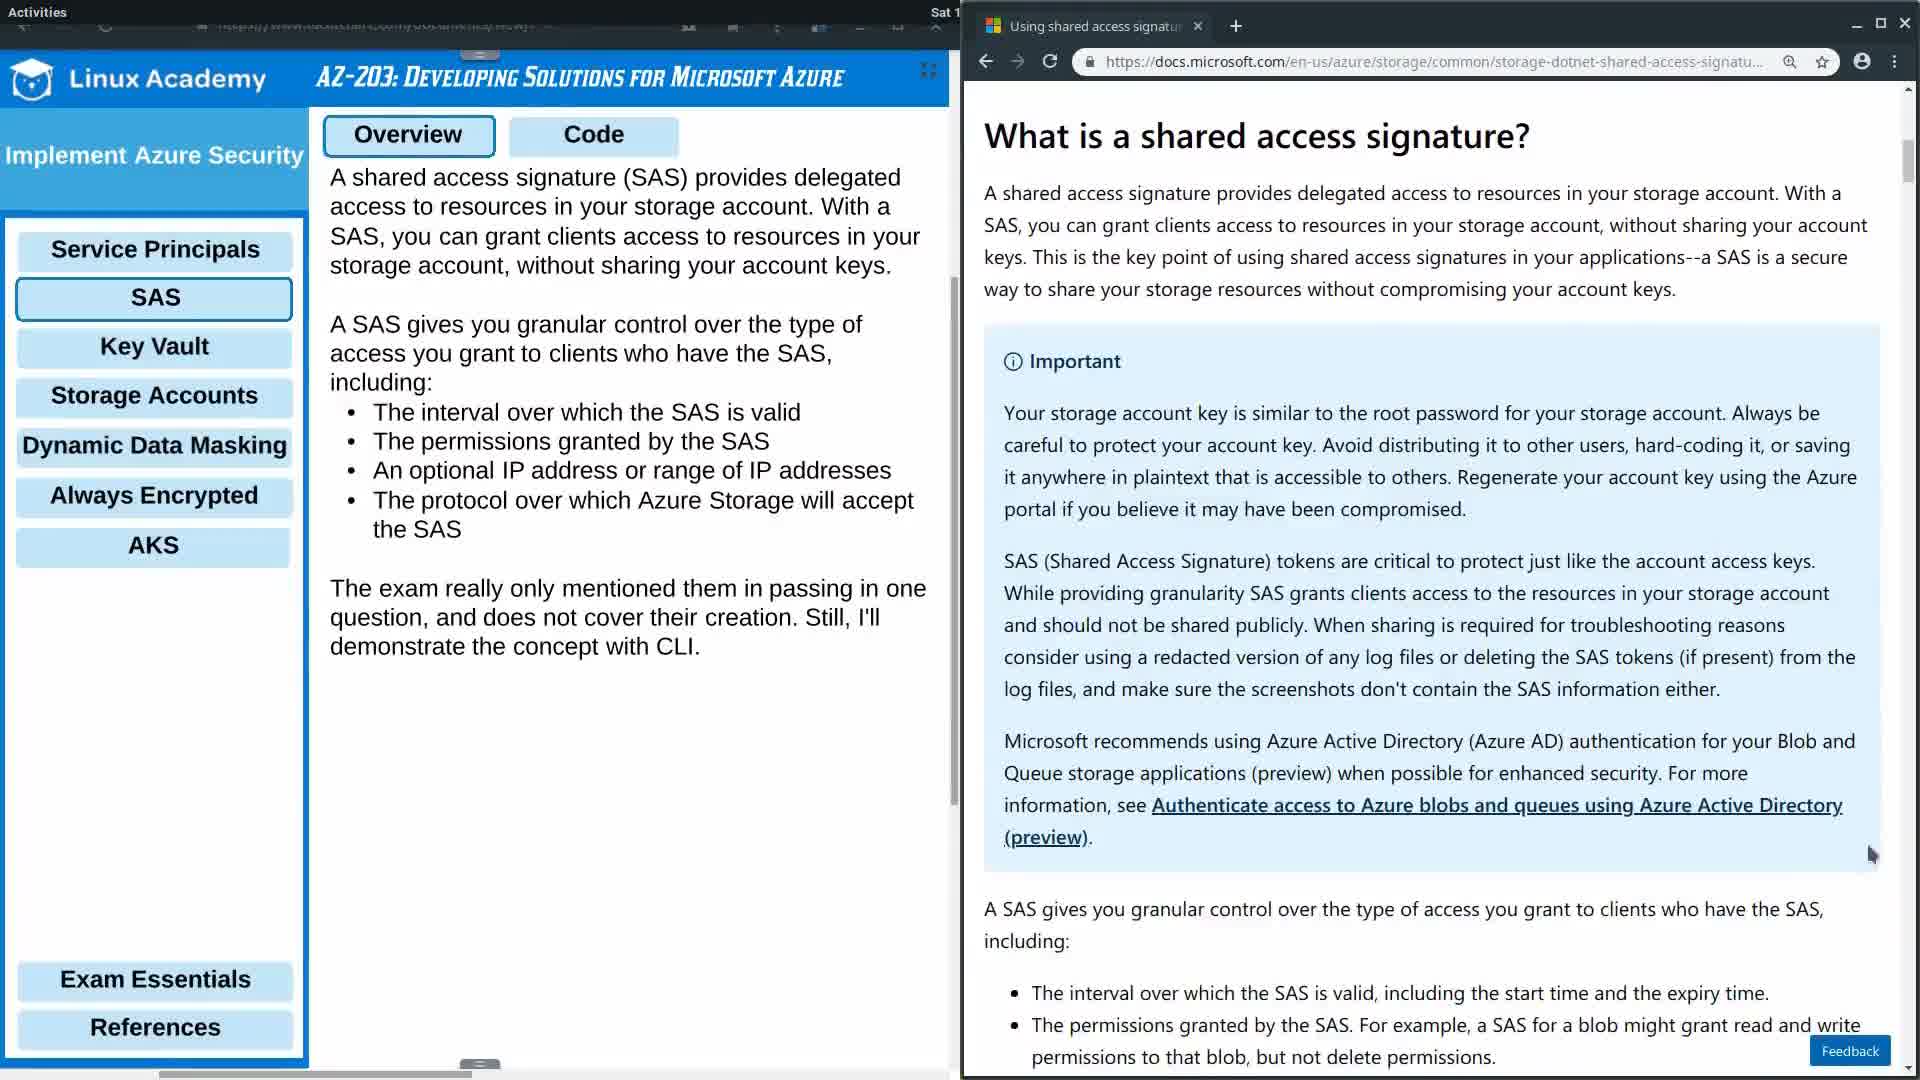 Activities
Sat 1
Linux Academy
AZ-203: Developing Solutions for Microsoft Azure
Implement Azure Security
Service Principals
SAS
Key Vault
Storage Accounts
Dynamic Data Masking
Always Encrypted
AKS
Exam Essentials
References
Overview
Code
A shared access signature (SAS) provides delegated
access to resources in your storage account. With a
SAS, you can grant clients access to resources in your
storage account, without sharing your account keys.
A SAS gives you granular control over the type of
access you grant to clients who have the SAS,
including:
• The interval over which the SAS is valid
• The permissions granted by the SAS
• An optional IP address or range of IP addresses
• The protocol over which Azure Storage will accept
the SAS
The exam really only mentioned them in passing in one
question, and does not cover their creation. Still, I'll
demonstrate the concept with CLI.
Using shared access signatur
https://docs.microsoft.com/en-us/azure/storage/common/storage-dotnet-shared-access-signatu...
What is a shared access signature?
A shared access signature provides delegated access to resources in your storage account. With a
SAS, you can grant clients access to resources in your storage account, without sharing your account
keys. This is the key point of using shared access signatures in your applications--a SAS is a secure
way to share your storage resources without compromising your account keys.
Important
Your storage account key is similar to the root password for your storage account. Always be
careful to protect your account key. Avoid distributing it to other users, hard-coding it, or saving
it anywhere in plaintext that is accessible to others. Regenerate your account key using the Azure
portal if you believe it may have been compromised.
SAS (Shared Access Signature) tokens are critical to protect just like the account access keys.
While providing granularity SAS grants clients access to the resources in your storage account
and should not be shared publicly. When sharing is required for troubleshooting reasons
consider using a redacted version of any log files or deleting the SAS tokens (if present) from the
log files, and make sure the screenshots don't contain the SAS information either.
Microsoft recommends using Azure Active Directory (Azure AD) authentication for your Blob and
Queue storage applications (preview) when possible for enhanced security. For more
information, see Authenticate access to Azure blobs and queues using Azure Active Directory
(preview).
A SAS gives you granular control over the type of access you grant to clients who have the SAS,
including:
• The interval over which the SAS is valid, including the start time and the expiry time.
• The permissions granted by the SAS. For example, a SAS for a blob might grant read and write
permissions to that blob, but not delete permissions.
Feedback